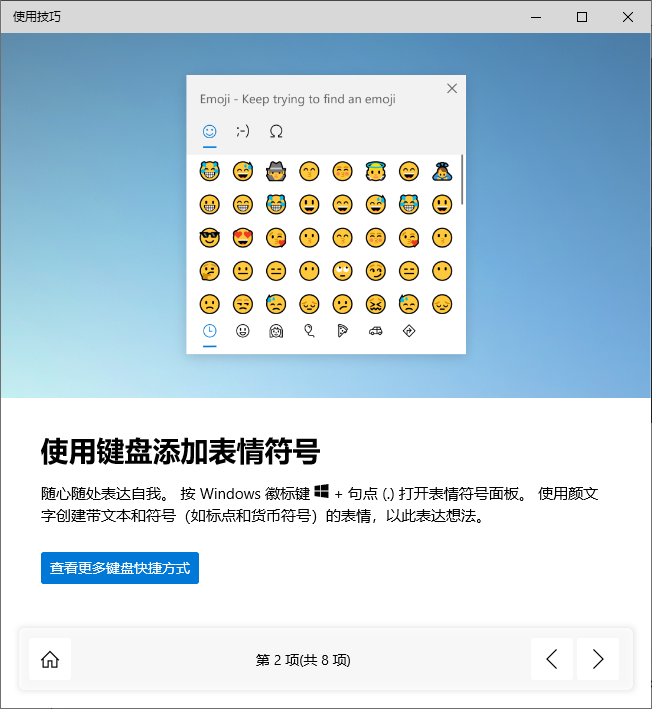 使用技巧
Emoji - Keep trying to find an emoji
;-) Ω
使用键盘添加表情符号
随心随处表达自我。 按 Windows 徽标键 + 句点 (.) 打开表情符号面板。 使用颜文
字创建带文本和符号（如标点和货币符号）的表情，以此表达想法。
查看更多键盘快捷方式
第 2 项(共 8 项)